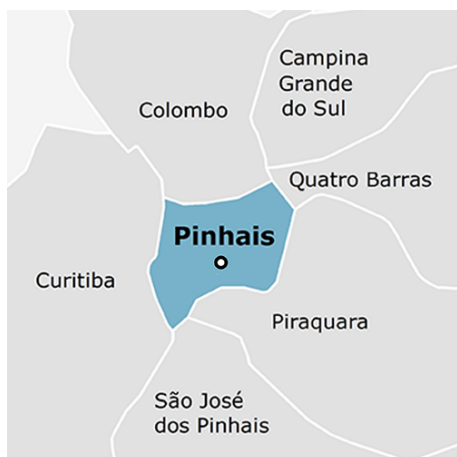 Campina
Grande
do Sul
Colombo
Quatro Barras
Pinhais
Curitiba
Piraquara
São José
dos Pinhais